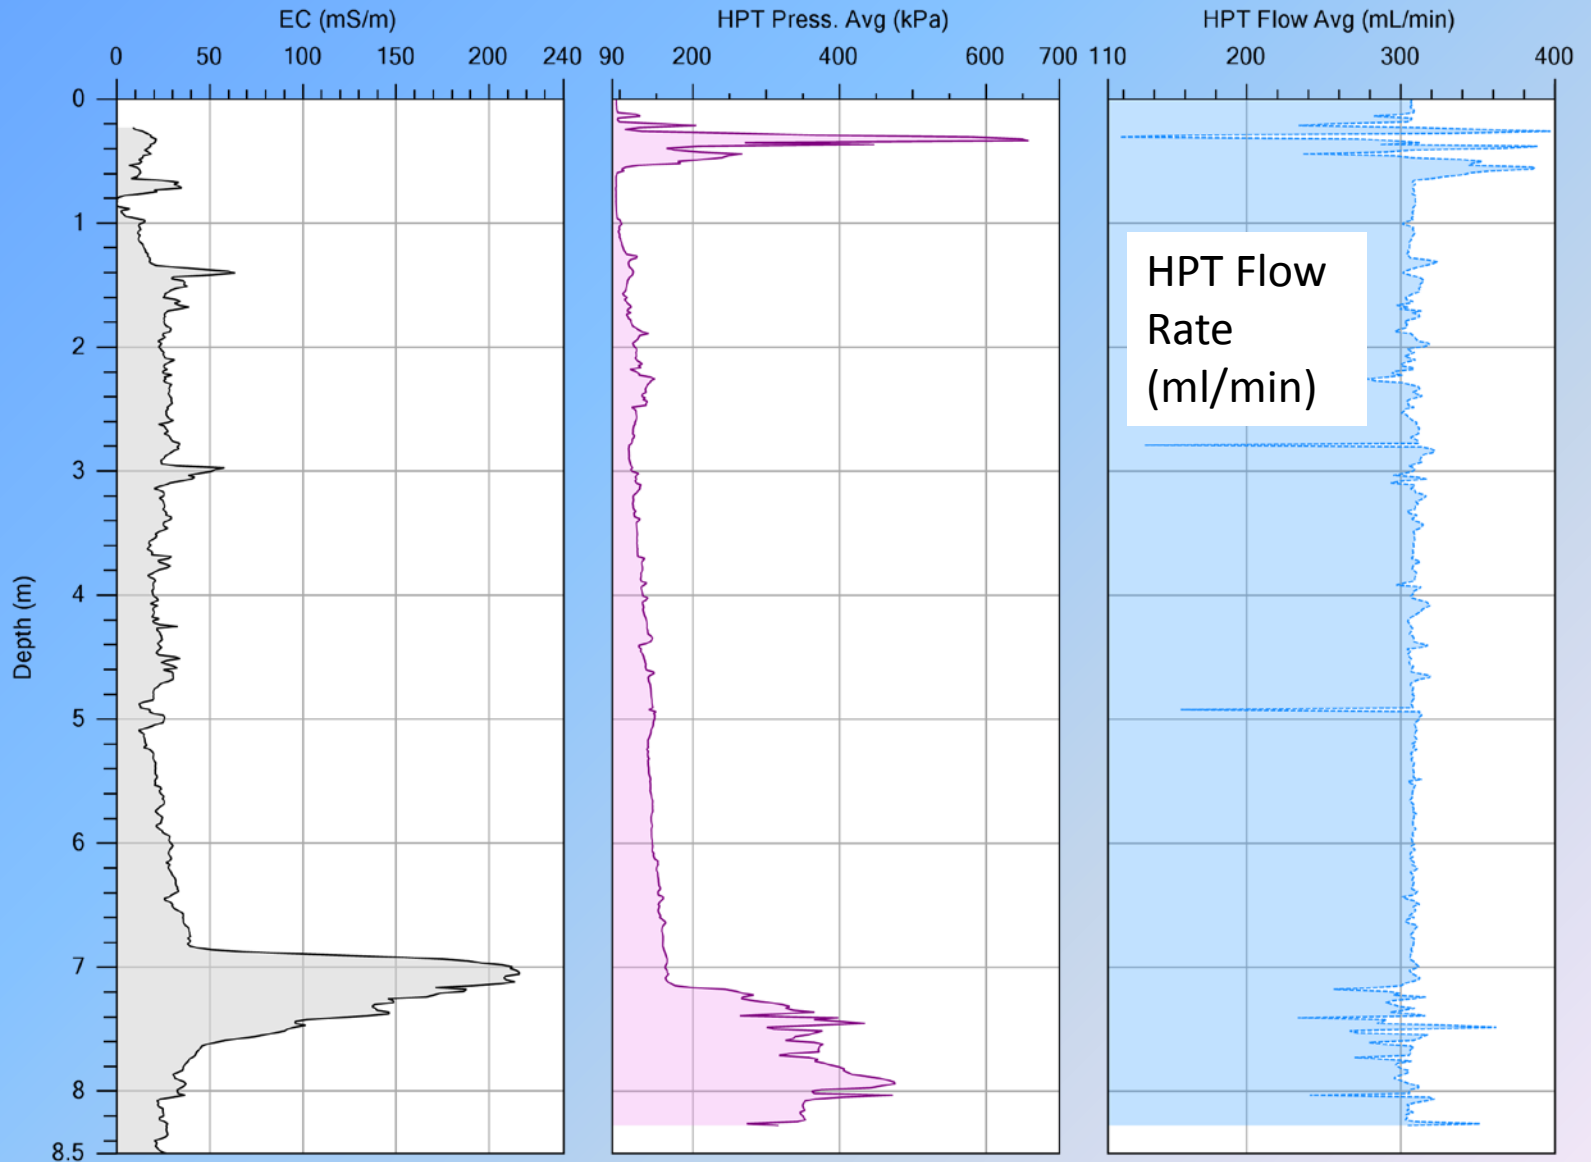 EC (mS/m)
0 50 100 150 200 240
HPT Press. Avg (kPa)
90 200 400 600 700
HPT Flow Avg (mL/min)
110 200 300 400
Depth (m)
0
1
2
3
4
5
6
7
8
8.5
HPT Flow
Rate
(ml/min)